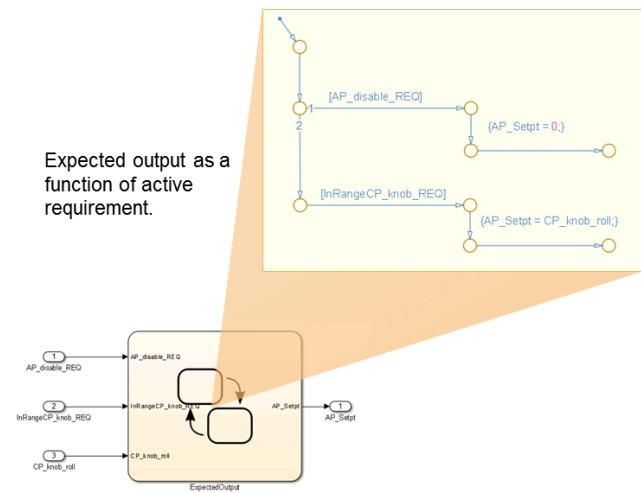 [AP_disable_REQ]
1
2
{AP_Setpt = 0;}
Expected output as a
function of active
requirement.
[InRangeCP_knob_REQ]
{AP_Setpt = CP_knob_roll;}
1
AP_disable_REQ
AP_disable_REQ
2
InRangeCP_knob_REQ
InRangeCP_knob_REQ
AP_Setpt
1
AP_Setpt
3
CP_knob_roll
CP_knob_roll
ExpectedOutput